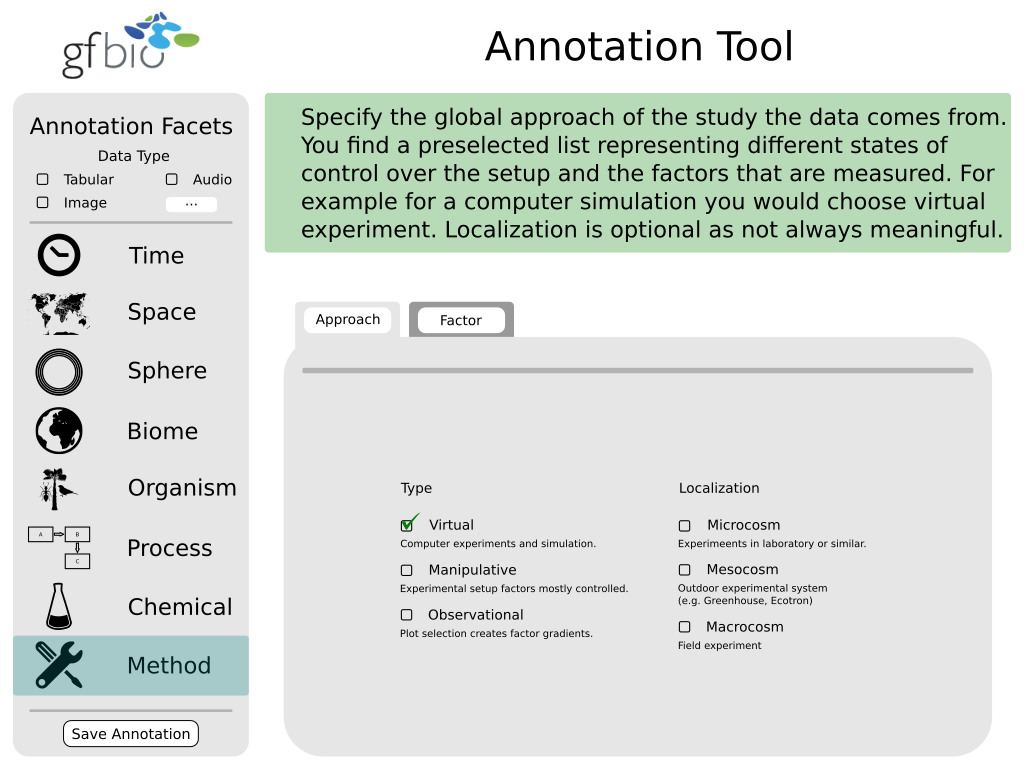 gfbio
Annotation Tool
Annotation Facets
Data Type
Tabular
Audio
Image
...
Time
Space
Sphere
Biome
Organism
A
B
C
Process
Chemical
Method
Save Annotation
Specify the global approach of the study the data comes from.
You find a preselected list representing different states of
control over the setup and the factors that are measured. For
example for a computer simulation you would choose virtual
experiment. Localization is optional as not always meaningful.
Approach
Factor
Type
Virtual
Computer experiments and simulation.
Manipulative
Experimental setup factors mostly controlled.
Observational
Plot selection creates factor gradients.
Localization
Microcosm
Experimeents in laboratory or similar.
Mesocosm
Outdoor experimental system
(e.g. Greenhouse, Ecotron)
Macrocosm
Field experiment